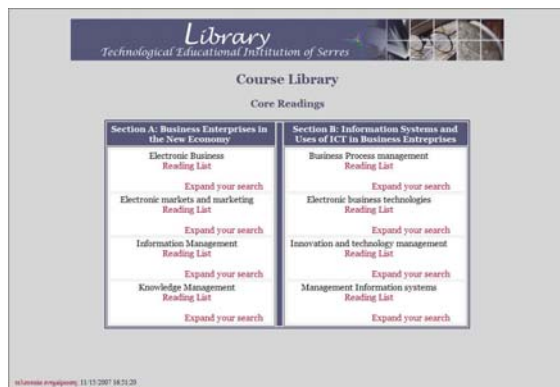 Library
Technological Educational Institution of Serres
Course Library
Core Readings
Section A: Business Enterprises in
the New Economy
Electronic Business
Reading List
Expand your search
Electronic markets and marketing
Reading List
Expand your search
Information Management
Reading List
Expand your search
Knowledge Management
Reading List
Expand your search
Section B: Information Systems and
Uses of ICT in Business Entreprises
Business Process management
Reading List
Expand your search
Electronic business technologies
Reading List
Expand your search
Innovation and technology management
Reading List
Expand your search
Management Information systems
Reading List
Expand your search
τελευταία ενημέρωση: 11/15/2007 16:51:29